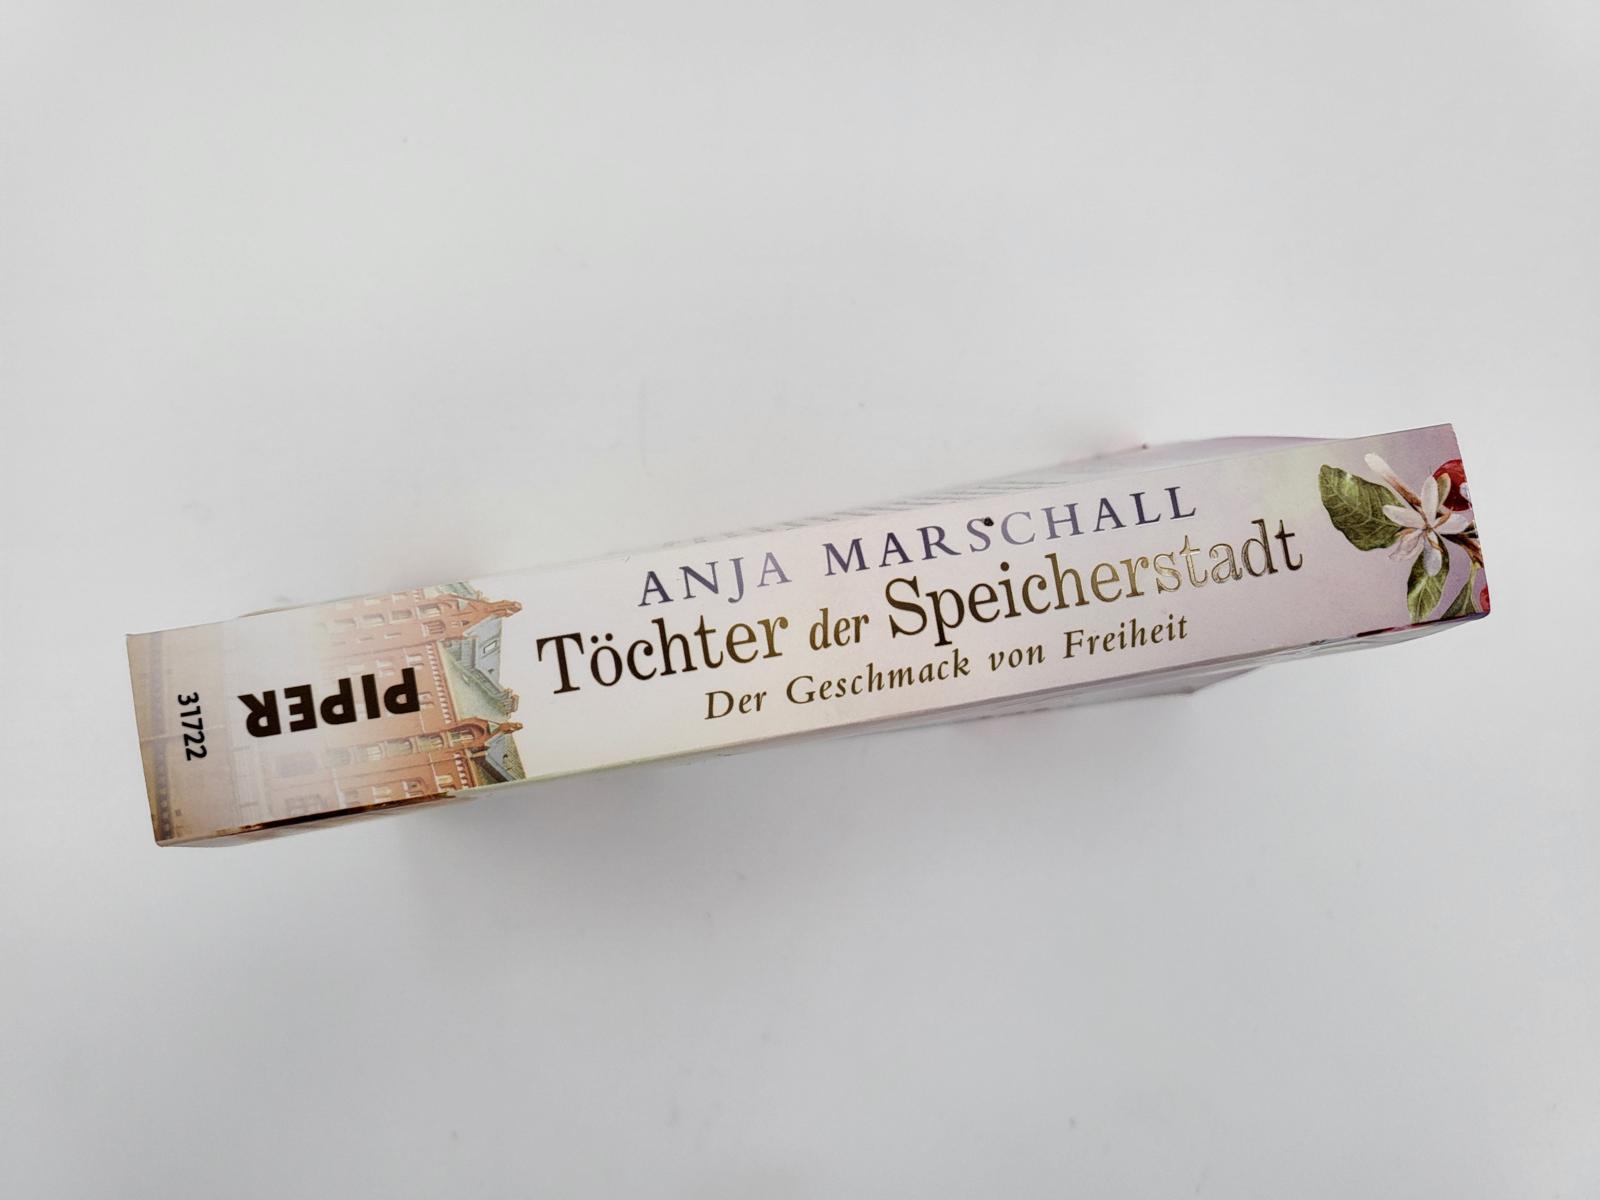 ANJA MARSCHALL
Töchter der Speicherstadt
Der Geschmack von Freiheit
PIPER
31722